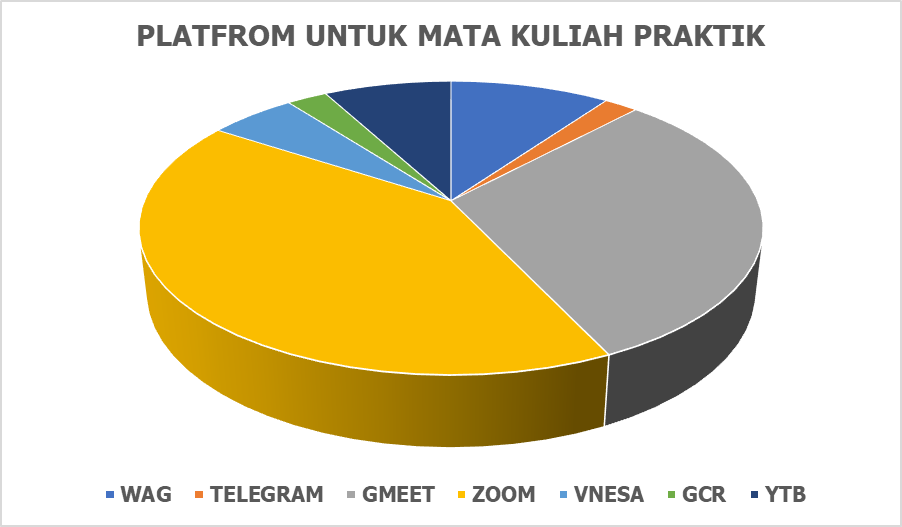 PLATFROM UNTUK MATA KULIAH PRAKTIK
WAG TELEGRAM GMEET ZOOM VNESA GCR YTB